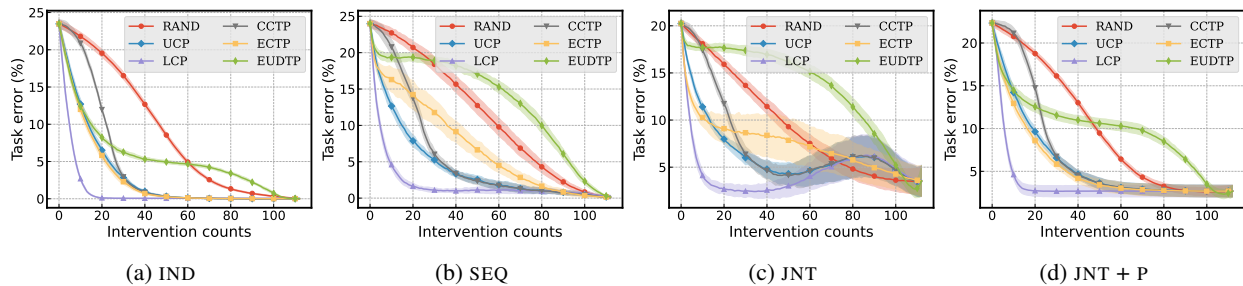 25
20
15
10
5
0
Task error (%)
RAND CCTP
UCP ECTP
LCP EUDTP
0 20 40 60 80 100
Intervention counts
(a) IND
25
20
15
10
5
0
Task error (%)
RAND CCTP
UCP ECTP
LCP EUDTP
0 20 40 60 80 100
Intervention counts
(b) SEQ
20
15
10
5
Task error (%)
RAND CCTP
UCP ECTP
LCP EUDTP
0 20 40 60 80 100
Intervention counts
(c) JNT
20
15
10
5
Task error (%)
RAND CCTP
UCP ECTP
LCP EUDTP
0 20 40 60 80 100
Intervention counts
(d) JNT + P